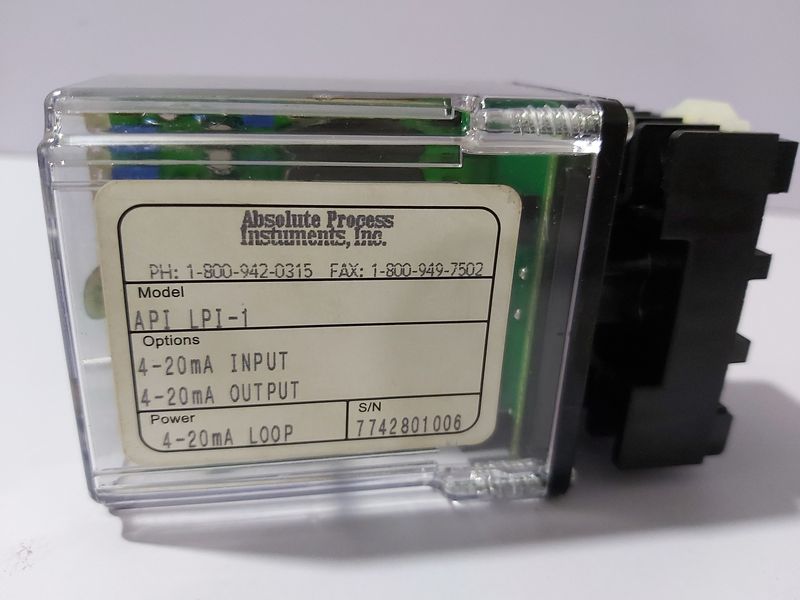 Absolute Process
Instuments, Inc.
PH: 1-800-942-0315 FAX: 1-800-949-7502
Model
API LPI-1
Options
4-20mA INPUT
4-20mA OUTPUT
Power
4-20mA LOOP
S/N
7742801006